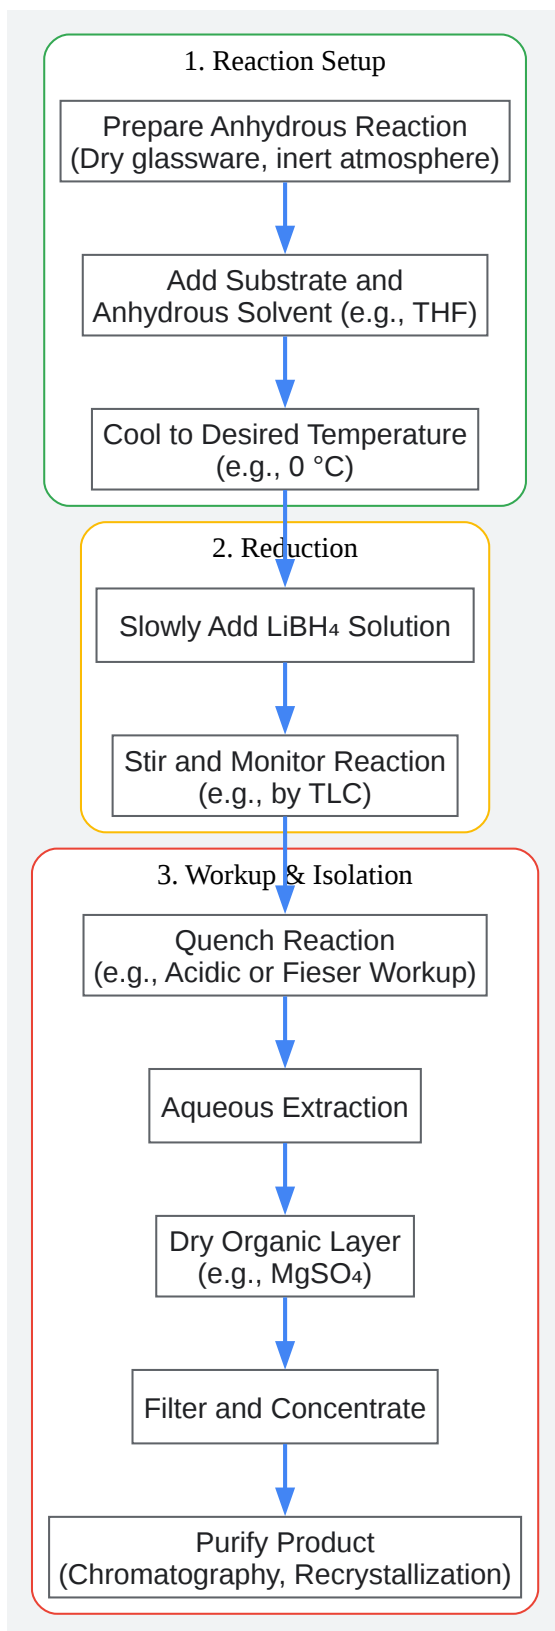 1. Reaction Setup
Prepare Anhydrous Reaction
(Dry glassware, inert atmosphere)
Add Substrate and
Anhydrous Solvent (e.g., THF)
Cool to Desired Temperature
(e.g., 0 °C)
2. Reduction
Slowly Add LiBH₄ Solution
Stir and Monitor Reaction
(e.g., by TLC)
3. Workup & Isolation
Quench Reaction
(e.g., Acidic or Fieser Workup)
Aqueous Extraction
Dry Organic Layer
(e.g., MgSO₄)
Filter and Concentrate
Purify Product
(Chromatography, Recrystallization)